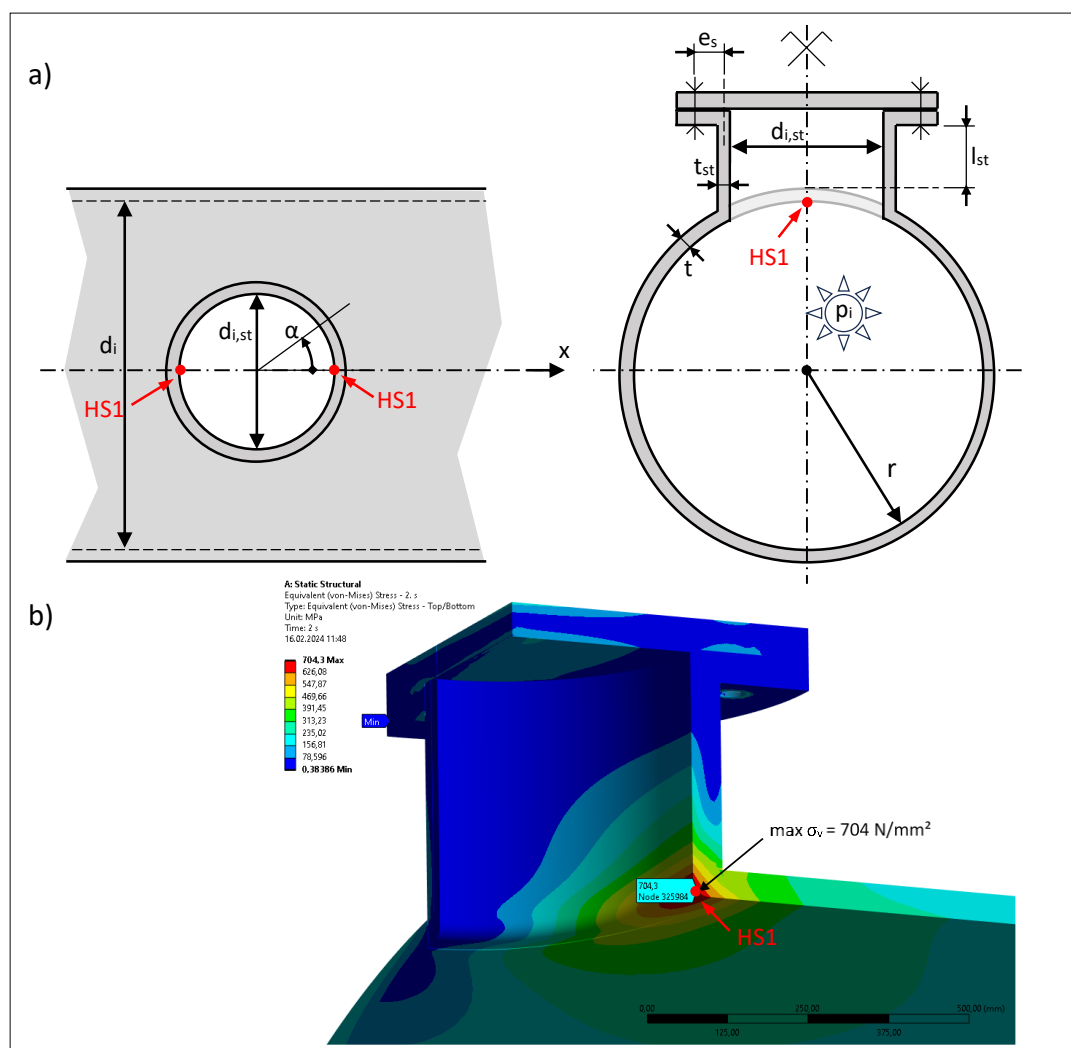 a)
e_s
d_i,st
l_st
t_st
HS1
t
p_i
d_i
d_i,st
α
x
HS1
HS1
r
b)
A: Static Structural
Equivalent (von-Mises) Stress - 2. s
Type: Equivalent (von-Mises) Stress - Top/Bottom
Unit: MPa
Time: 2 s
16.02.2024 11:48
704,3 Max
626,08
547,87
469,66
391,45
313,23
235,02
156,81
78,596
0,38386 Min
Min
max σ_v = 704 N/mm²
704,3
Node 325984
HS1
0,00
250,00
500,00 (mm)
125,00
375,00